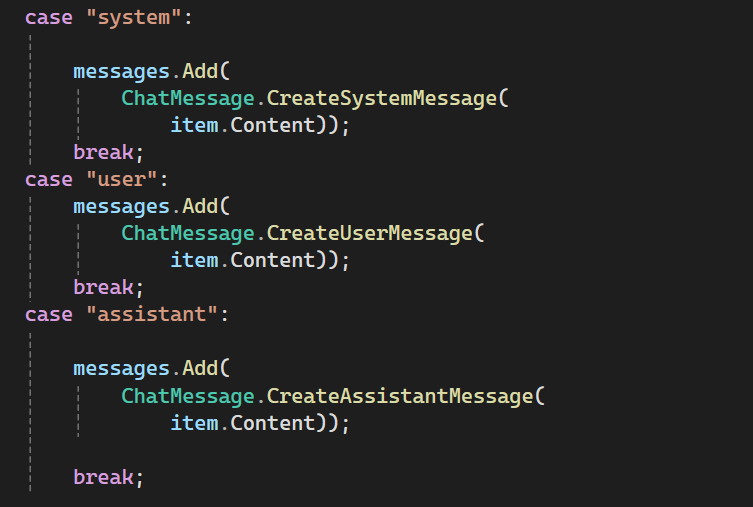 case "system":
messages.Add(
ChatMessage.CreateSystemMessage(
item.Content));
break;
case "user":
messages.Add(
ChatMessage.CreateUserMessage(
item.Content));
break;
case "assistant":
messages.Add(
ChatMessage.CreateAssistantMessage(
item.Content));
break;